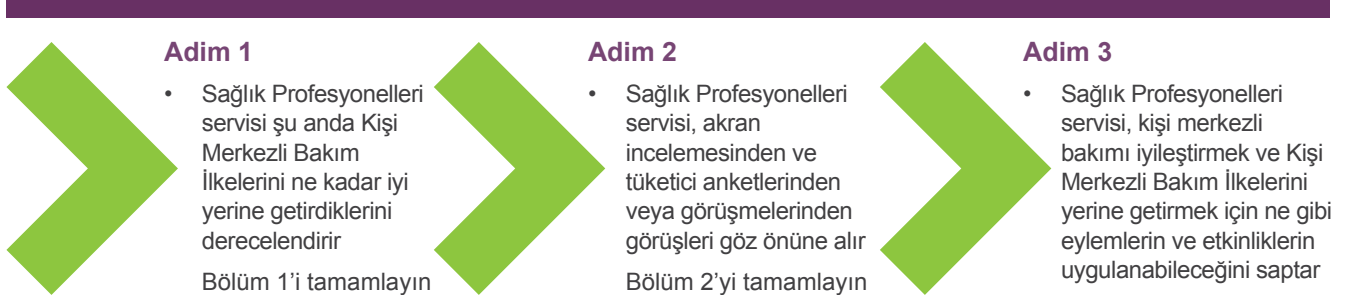 Adim 1
• Sağlık Profesyonelleri
servisi şu anda Kişi
Merkezli Bakım
İlkelerini ne kadar iyi
yerine getirdiklerini
derecelendirir
Bölüm 1’i tamamlayın
Adim 2
• Sağlık Profesyonelleri
servisi, akran
incelemesinden ve
tüketici anketlerinden
veya görüşmelerinden
görüşleri göz önüne alır
Bölüm 2’yi tamamlayın
Adim 3
• Sağlık Profesyonelleri
servisi, kişi merkezli
bakımı iyileştirmek ve Kişi
Merkezli Bakım İlkelerini
yerine getirmek için ne gibi
eylemlerin ve etkinliklerin
uygulanabileceğini saptar